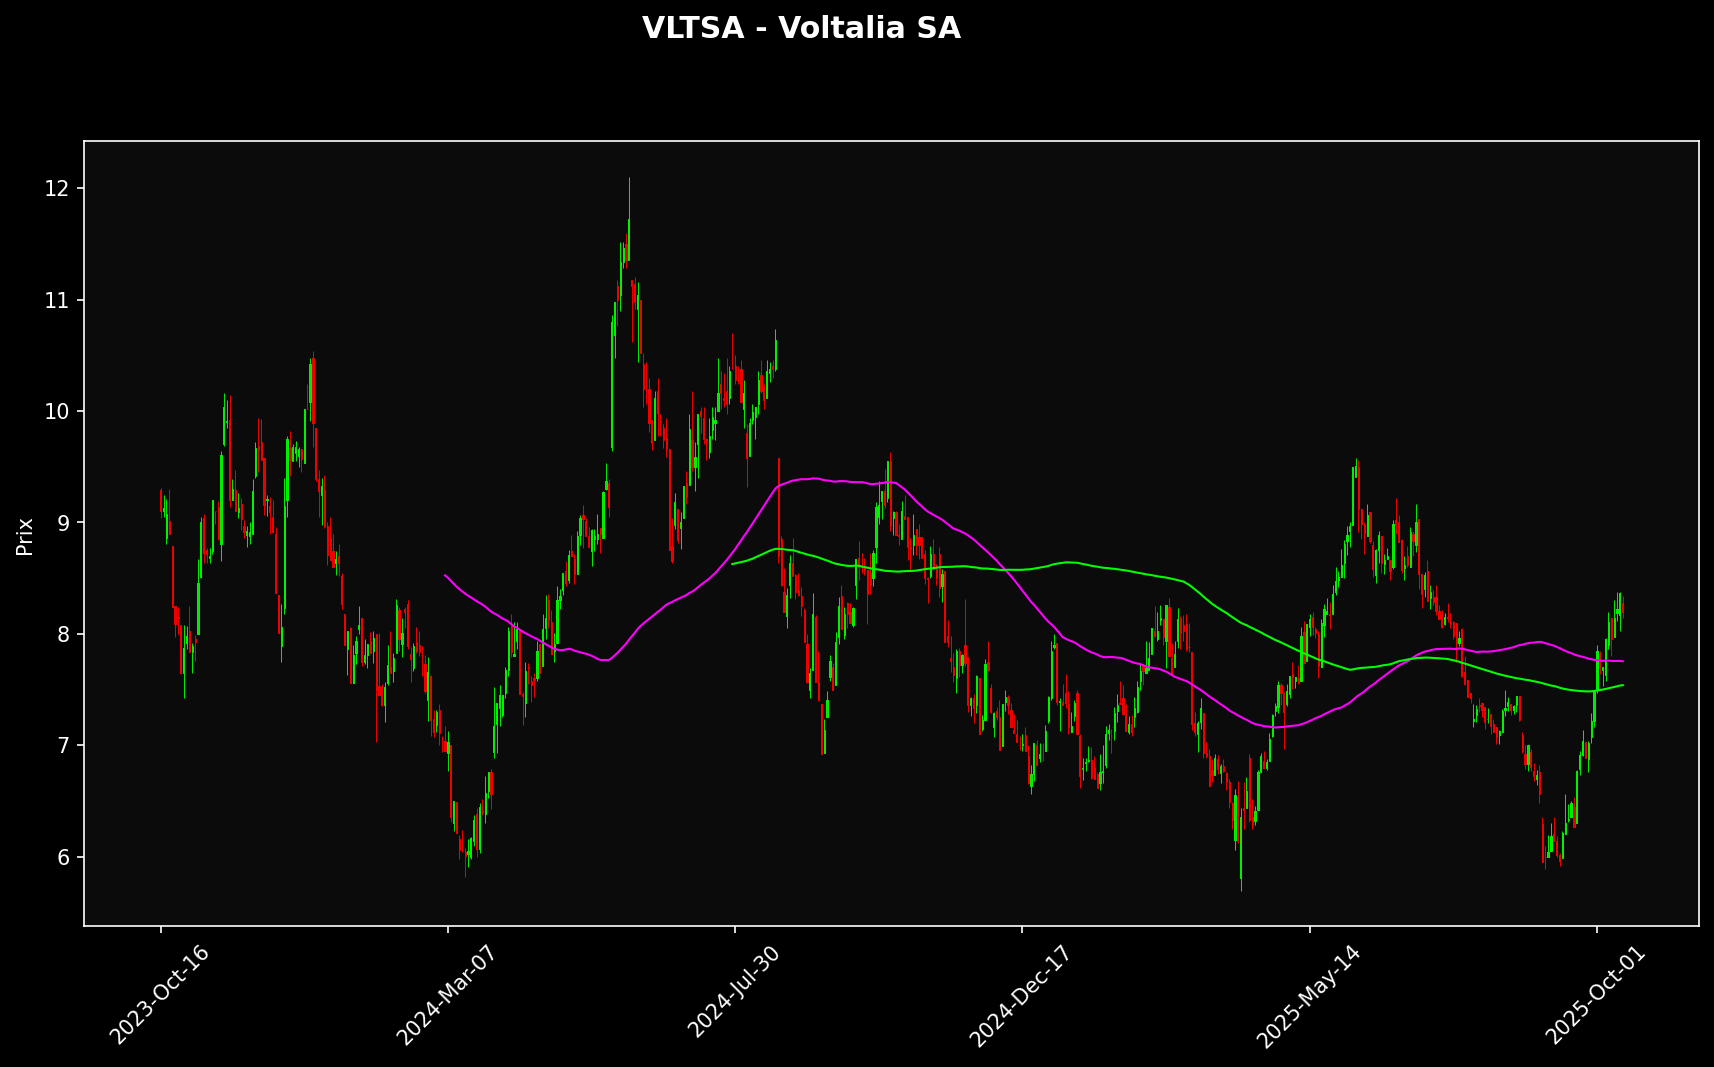 VLTSA - Voltalia SA
Prix
12
11
10
9
8
7
6
2023-Oct-16
2024-Mar-07
2024-Jul-30
2024-Dec-17
2025-May-14
2025-Oct-01